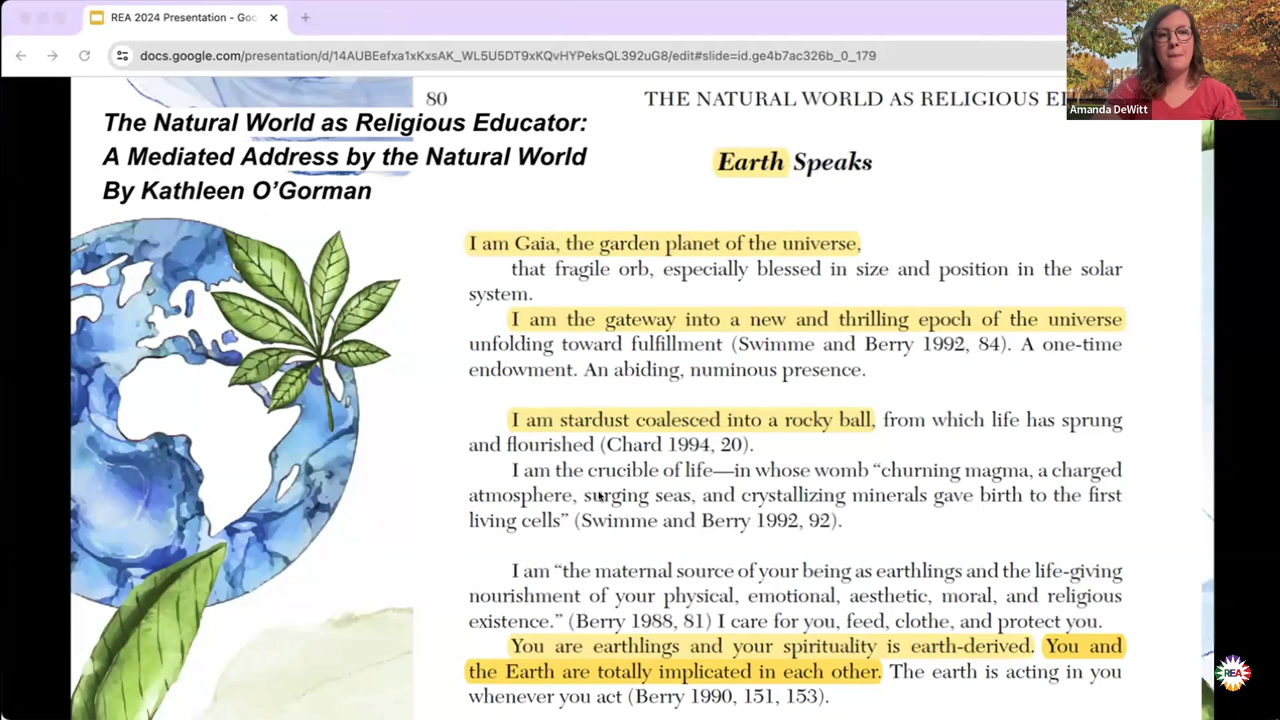 REA 2024 Presentation - Goo
docs.google.com/presentation/d/14AUBEefxa1xKxsAK_WL5U5DT9xKQvHYPeksQL392uG8/edit#slide=id.ge4b7ac326b_0_179
Amanda DeWitt
The Natural World as Religious Educator:
A Mediated Address by the Natural World
By Kathleen O’Gorman
80 THE NATURAL WORLD AS RELIGIOUS
Earth Speaks
I am Gaia, the garden planet of the universe,
that fragile orb, especially blessed in size and position in the solar
system.
I am the gateway into a new and thrilling epoch of the universe
unfolding toward fulfillment (Swimme and Berry 1992, 84). A one-time
endowment. An abiding, numinous presence.
I am stardust coalesced into a rocky ball, from which life has sprung
and flourished (Chard 1994, 20).
I am the crucible of life—in whose womb “churning magma, a charged
atmosphere, surging seas, and crystallizing minerals gave birth to the first
living cells” (Swimme and Berry 1992, 92).
I am “the maternal source of your being as earthlings and the life-giving
nourishment of your physical, emotional, aesthetic, moral, and religious
existence.” (Berry 1988, 81) I care for you, feed, clothe, and protect you.
You are earthlings and your spirituality is earth-derived. You and
the Earth are totally implicated in each other. The earth is acting in you
whenever you act (Berry 1990, 151, 153).
REA